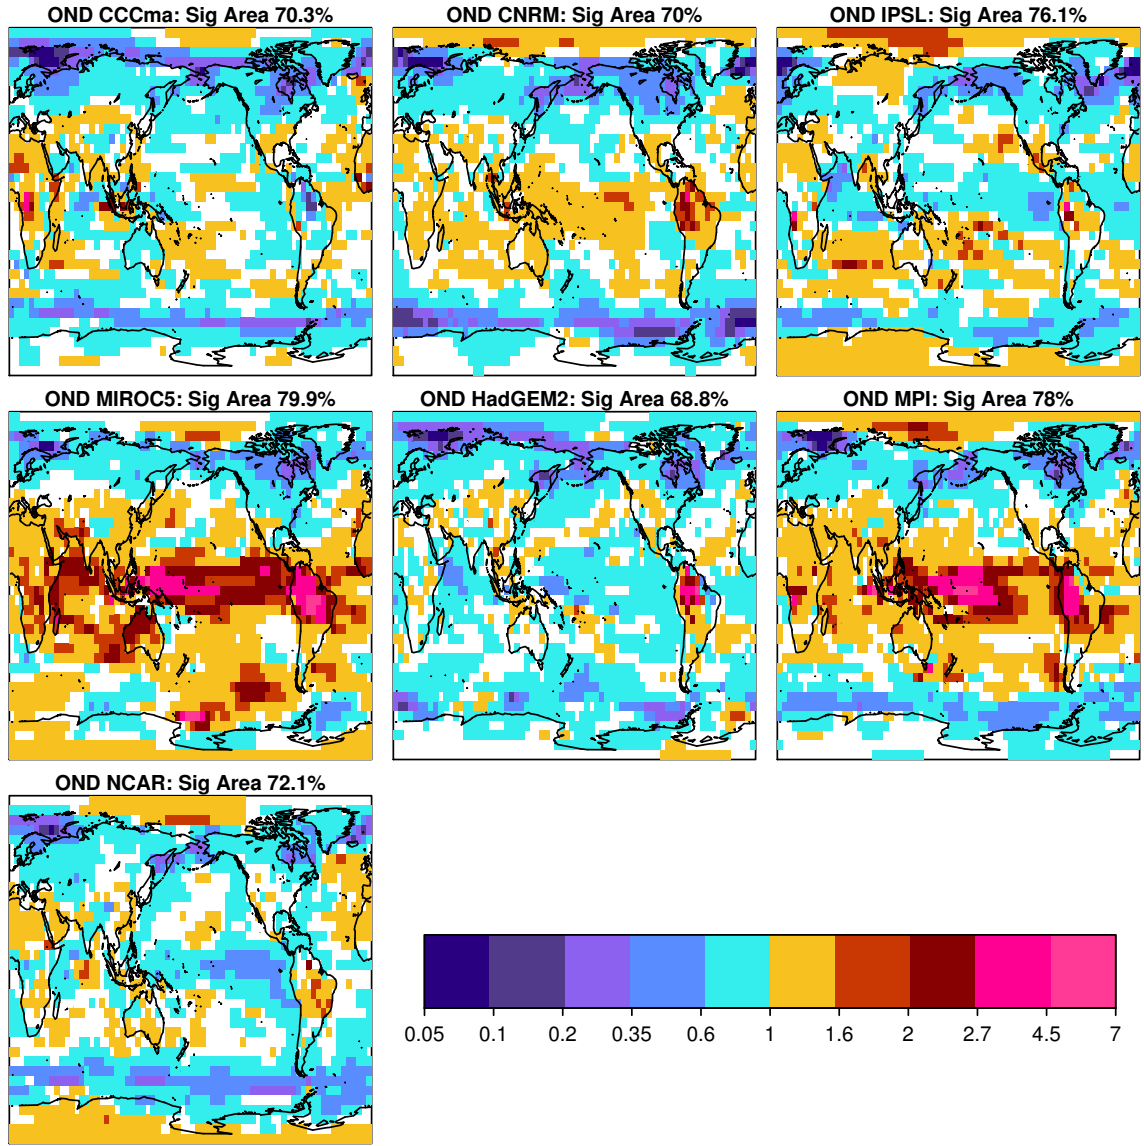 OND CCCma: Sig Area 70.3%
OND CNRM: Sig Area 70%
OND IPSL: Sig Area 76.1%
OND MIROC5: Sig Area 79.9%
OND HadGEM2: Sig Area 68.8%
OND MPI: Sig Area 78%
OND NCAR: Sig Area 72.1%
0.05 0.1 0.2 0.35 0.6 1 1.6 2 2.7 4.5 7